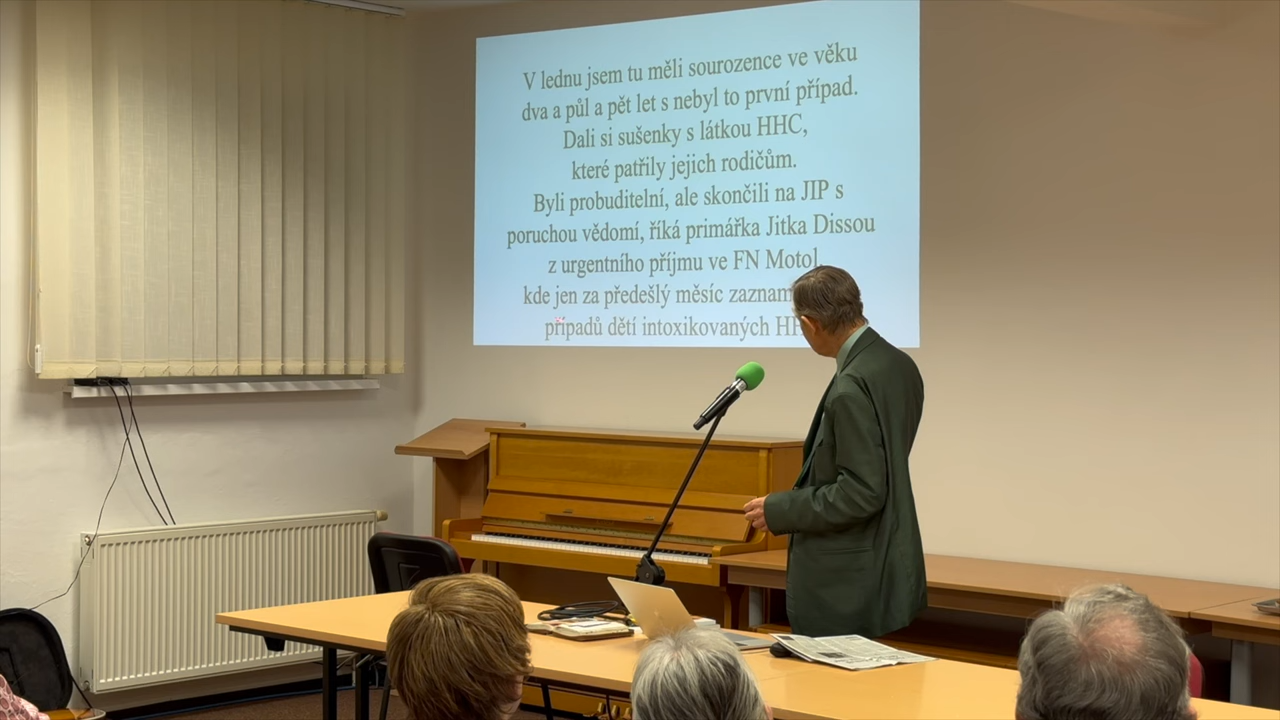 V lednu jsem tu měli sourozence ve věku
dva a půl a pět let s nebyl to první případ.
Dali si sušenky s látkou HHC,
které patřily jejich rodičům.
Byli probuditelní, ale skončili na JIP s
poruchou vědomí, říká primářka Jitka Dissou
z urgentního příjmu ve FN Motol,
kde jen za předešlý měsíc
případů dětí intoxikovaných